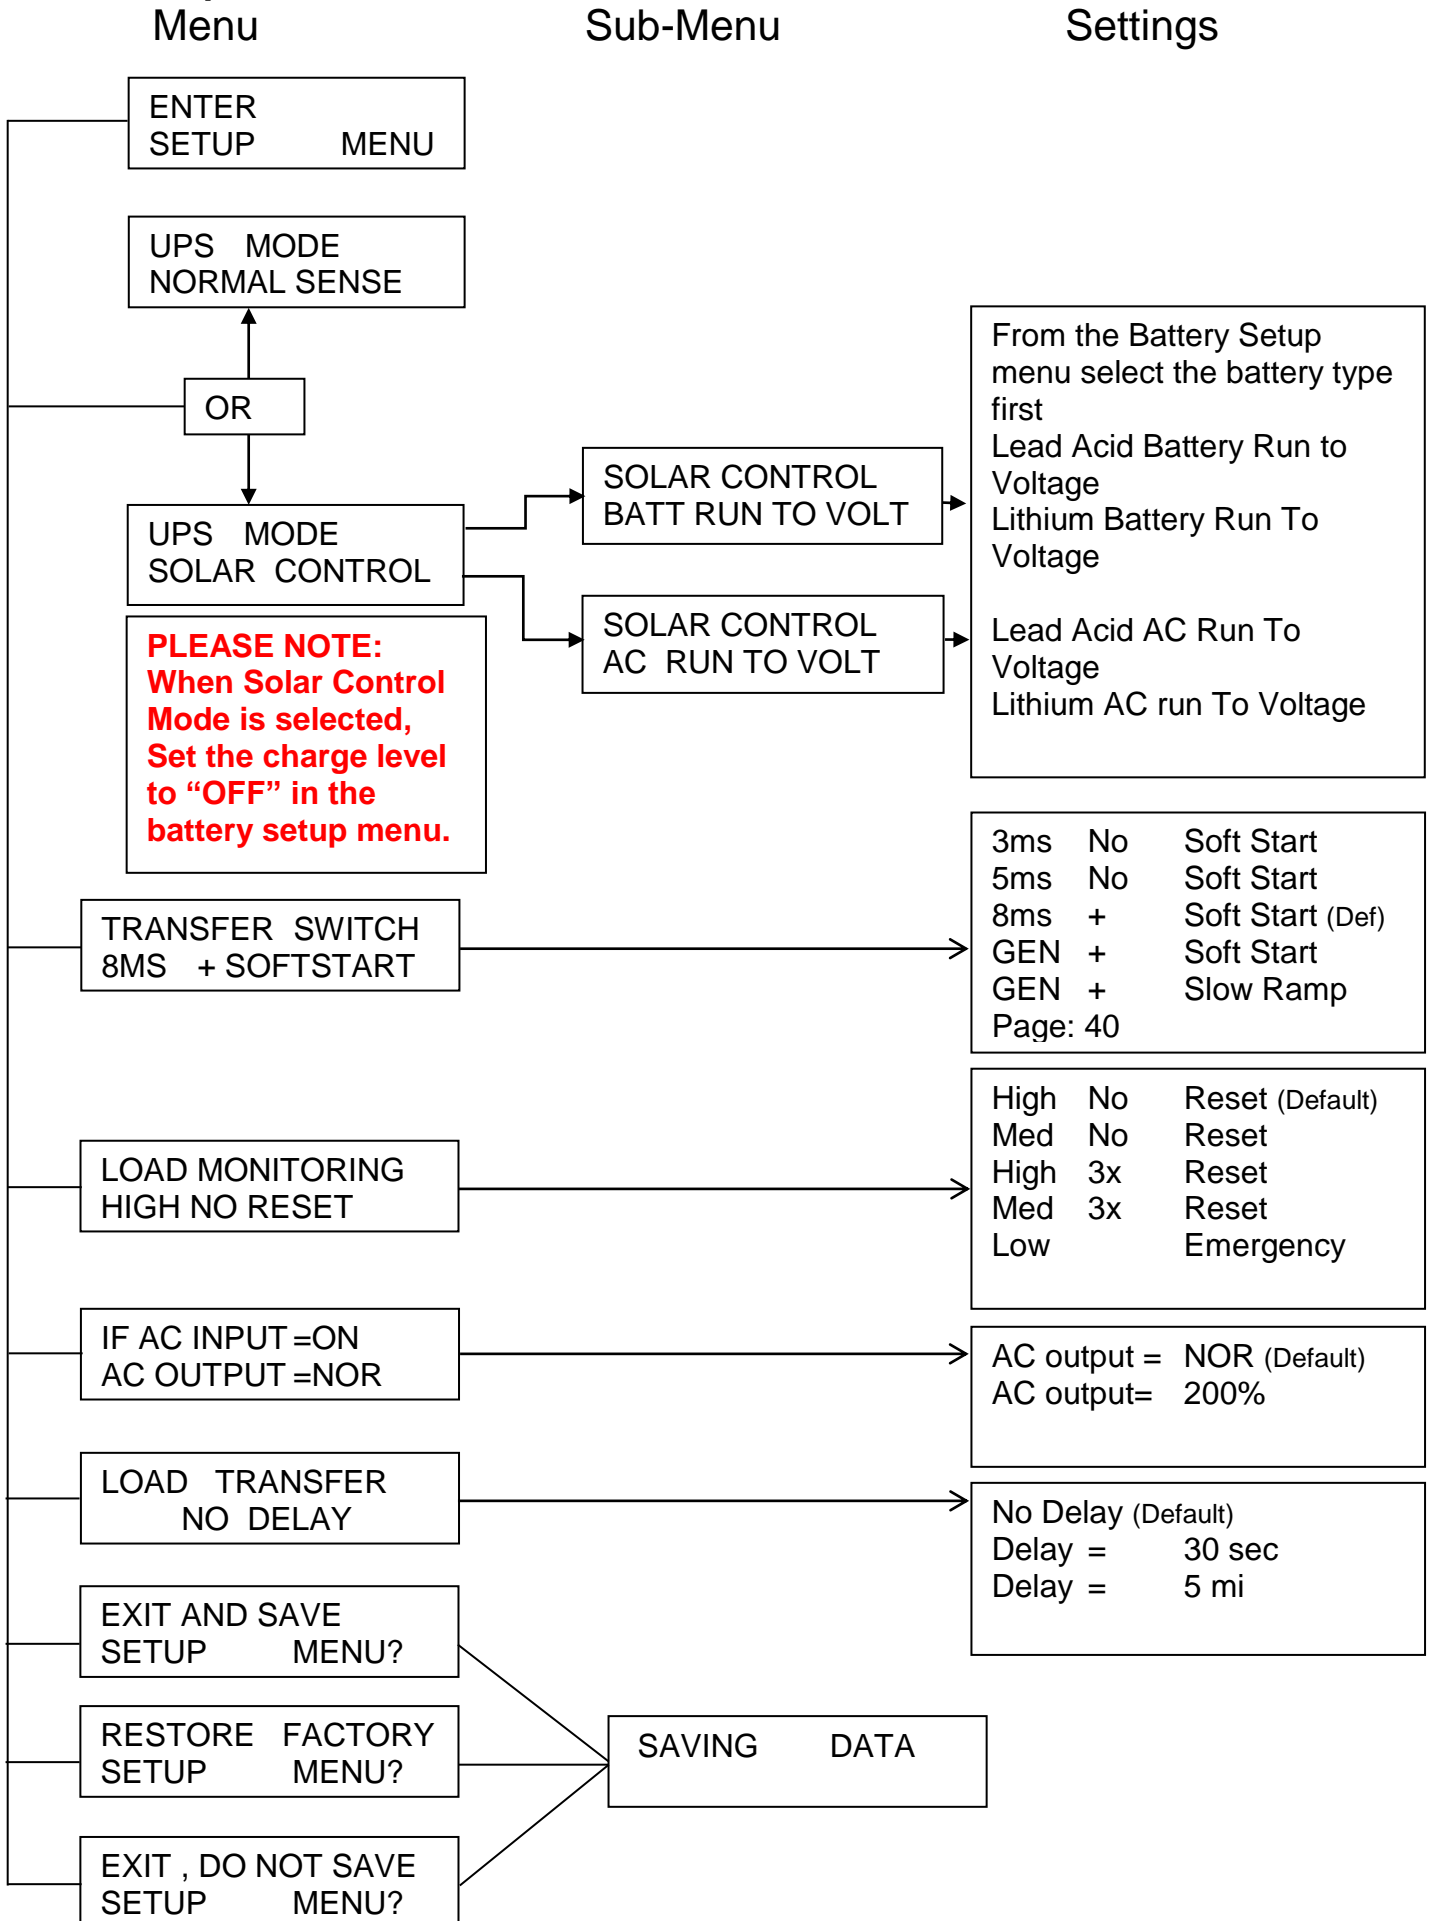 Menu Sub-Menu Settings
ENTER
SETUP MENU
UPS MODE
NORMAL SENSE
OR
UPS MODE
SOLAR CONTROL
SOLAR CONTROL
BATT RUN TO VOLT
SOLAR CONTROL
AC RUN TO VOLT
From the Battery Setup
menu select the battery type
first
Lead Acid Battery Run to
Voltage
Lithium Battery Run To
Voltage
Lead Acid AC Run To
Voltage
Lithium AC run To Voltage
PLEASE NOTE:
When Solar Control
Mode is selected,
Set the charge level
to “OFF” in the
battery setup menu.
TRANSFER SWITCH
8MS + SOFTSTART
3ms No Soft Start
5ms No Soft Start
8ms + Soft Start (Def)
GEN + Soft Start
GEN + Slow Ramp
Page: 40
LOAD MONITORING
HIGH NO RESET
High No Reset (Default)
Med No Reset
High 3x Reset
Med 3x Reset
Low Emergency
IF AC INPUT =ON
AC OUTPUT =NOR
AC output = NOR (Default)
AC output= 200%
LOAD TRANSFER
NO DELAY
No Delay (Default)
Delay = 30 sec
Delay = 5 mi
EXIT AND SAVE
SETUP MENU?
RESTORE FACTORY
SETUP MENU?
SAVING DATA
EXIT , DO NOT SAVE
SETUP MENU?